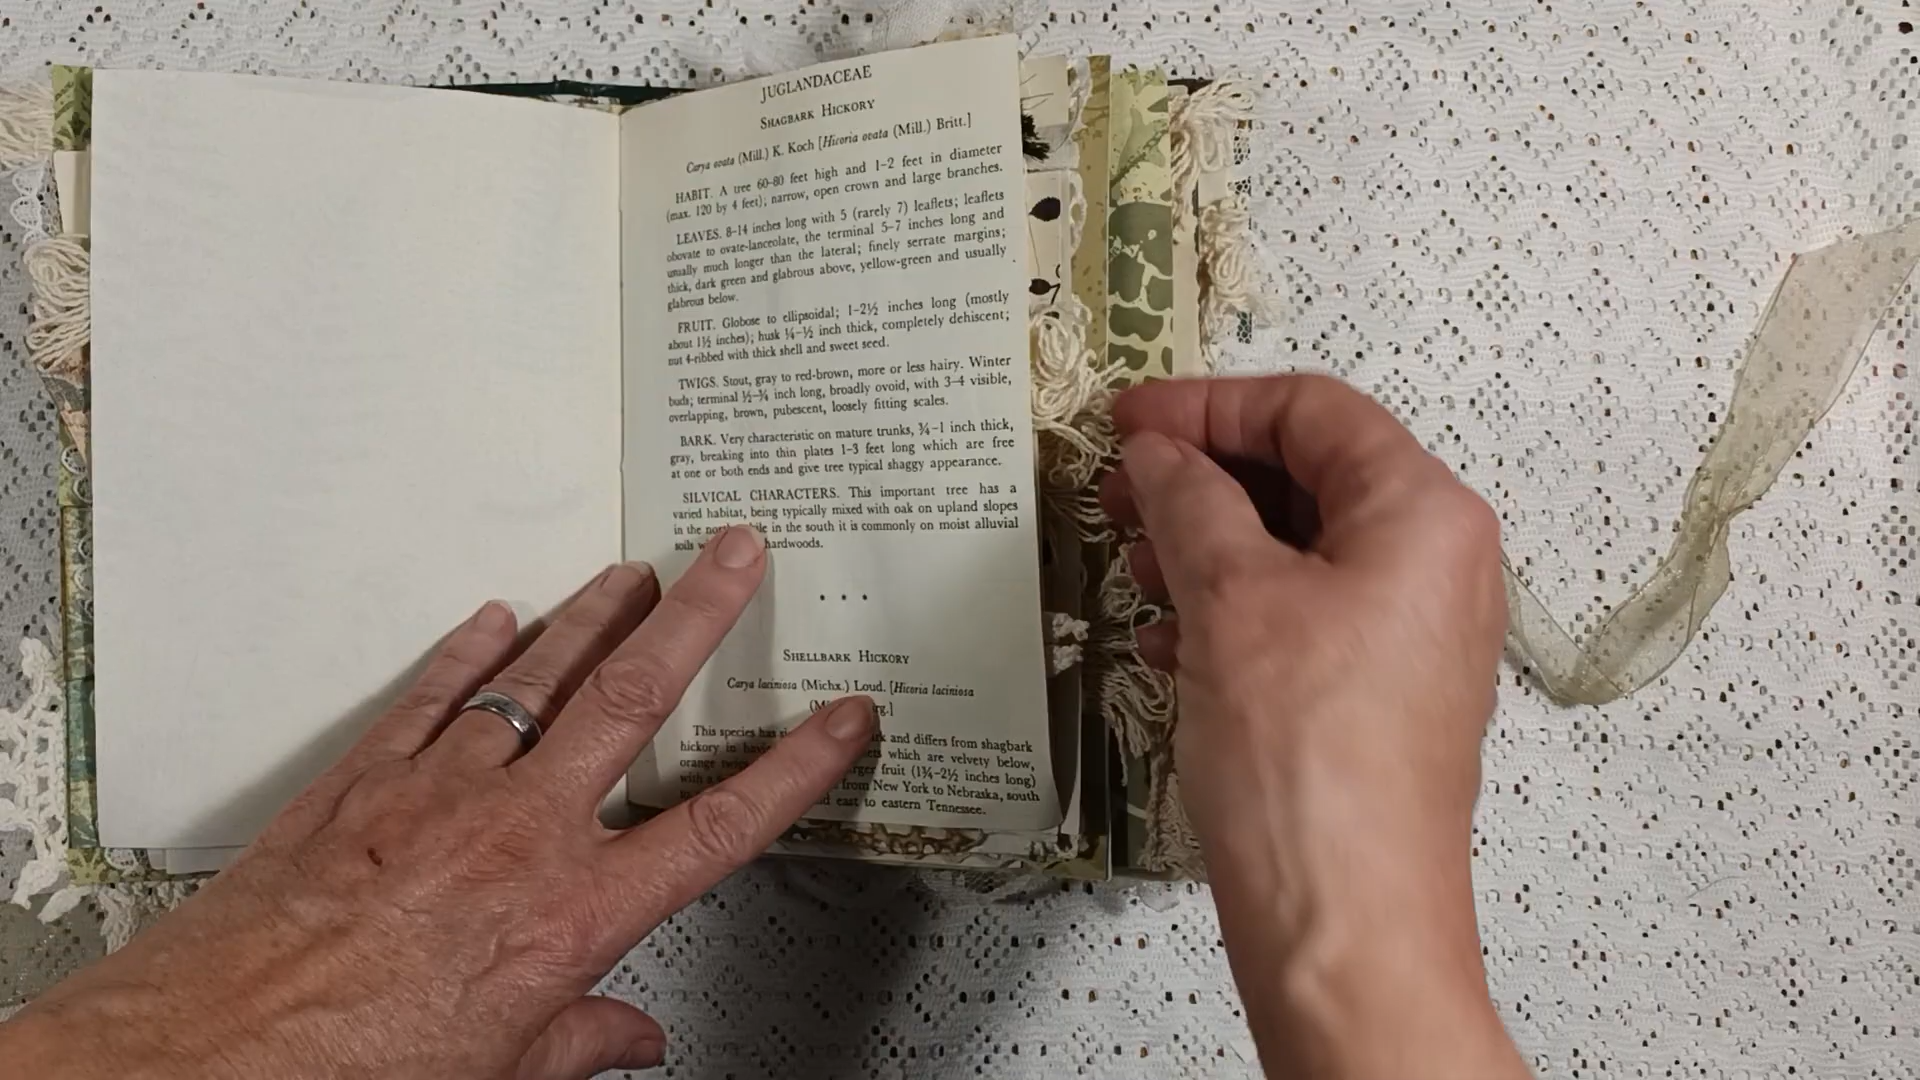 JUGLANDACEAE
SHAGBARK HICKORY
Carya ovata (Mill.) K. Koch [Hicoria ovata (Mill.) Britt.]
HABIT. A tree 60-80 feet high and 1-2 feet in diameter
(max. 120 by 4 feet); narrow, open crown and large branches.
LEAVES. 8-14 inches long with 5 (rarely 7) leaflets; leaflets
obovate to ovate-lanceolate, the terminal 5-7 inches long and
usually much longer than the lateral; finely serrate margins;
thick, dark green and glabrous above, yellow-green and usually
glabrous below.
FRUIT. Globose to ellipsoidal; 1-2½ inches long (mostly
about 1½ inches); husk ¼-½ inch thick, completely dehiscent;
nut 4-ribbed with thick shell and sweet seed.
TWIGS. Stout, gray to red-brown, more or less hairy. Winter
buds; terminal ½-¾ inch long, broadly ovoid, with 3-4 visible,
overlapping, brown, pubescent, loosely fitting scales.
BARK. Very characteristic on mature trunks, ¾-1 inch thick,
gray, breaking into thin plates 1-3 feet long which are free
at one or both ends and give tree typical shaggy appearance.
SILVICAL CHARACTERS. This important tree has a
varied habitat, being typically mixed with oak on upland slopes
in the in the south it is commonly on moist alluvial
soils hardwoods.
• • •
SHELLBARK HICKORY
Carya laciniosa (Michx.) Loud. [Hicoria laciniosa
This species has and differs from shagbark
hickory in which are velvety below,
orange fruit (1¾-2½ inches long)
with a from New York to Nebraska, south
east to eastern Tennessee.